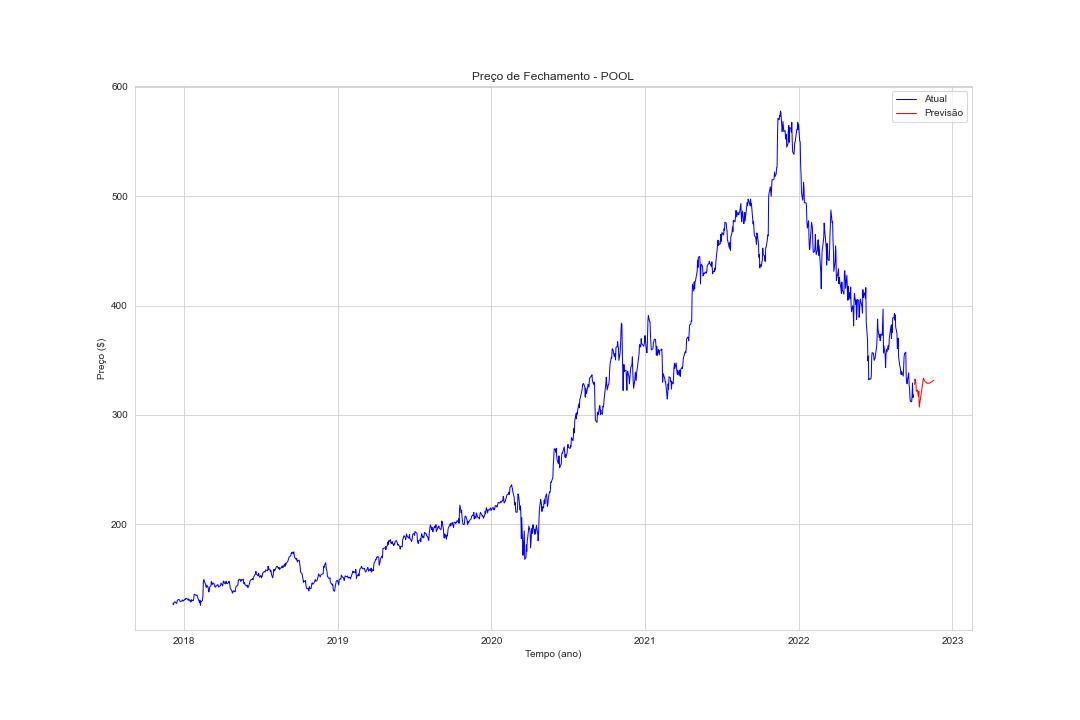 Preço de Fechamento - POOL
Atual
Previsão
600
500
400
300
200
Preço ($)
2018 2019 2020 2021 2022 2023
Tempo (ano)